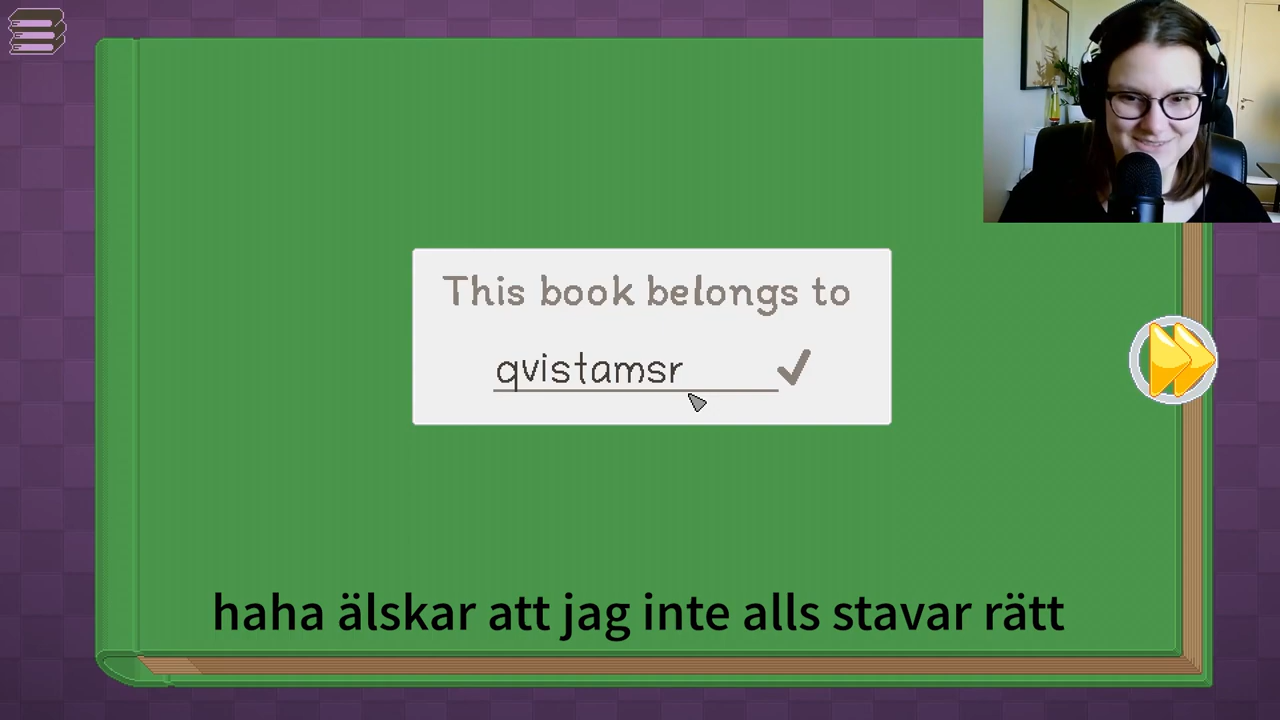 This book belongs to
qvistamsr
haha älskar att jag inte alls stavar rätt